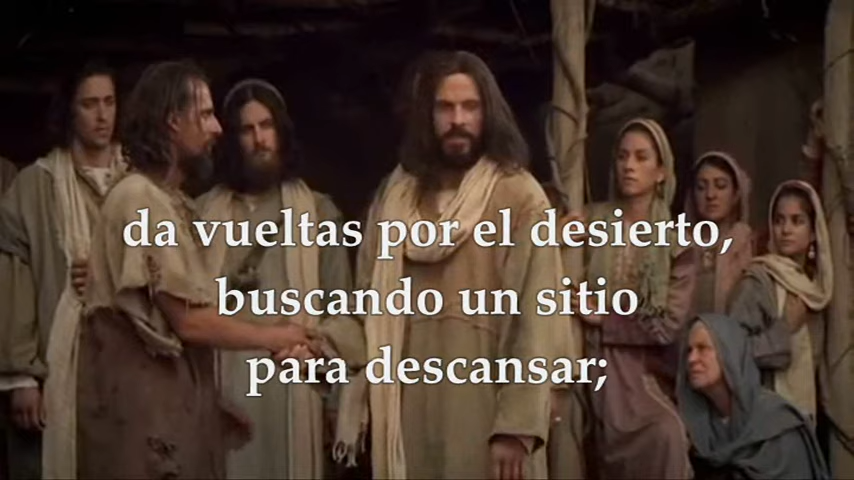 da vueltas por el desierto,
buscando un sitio
para descansar;